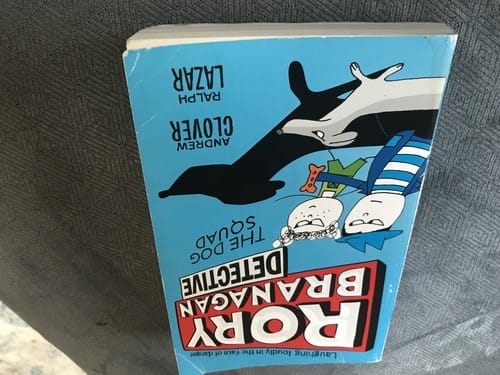 Laughing loudly in the face of danger
RORY
BRANAGAN
DETECTIVE
THE DOG
SQUAD
ANDREW
CLOVER
RALPH
LAZAR